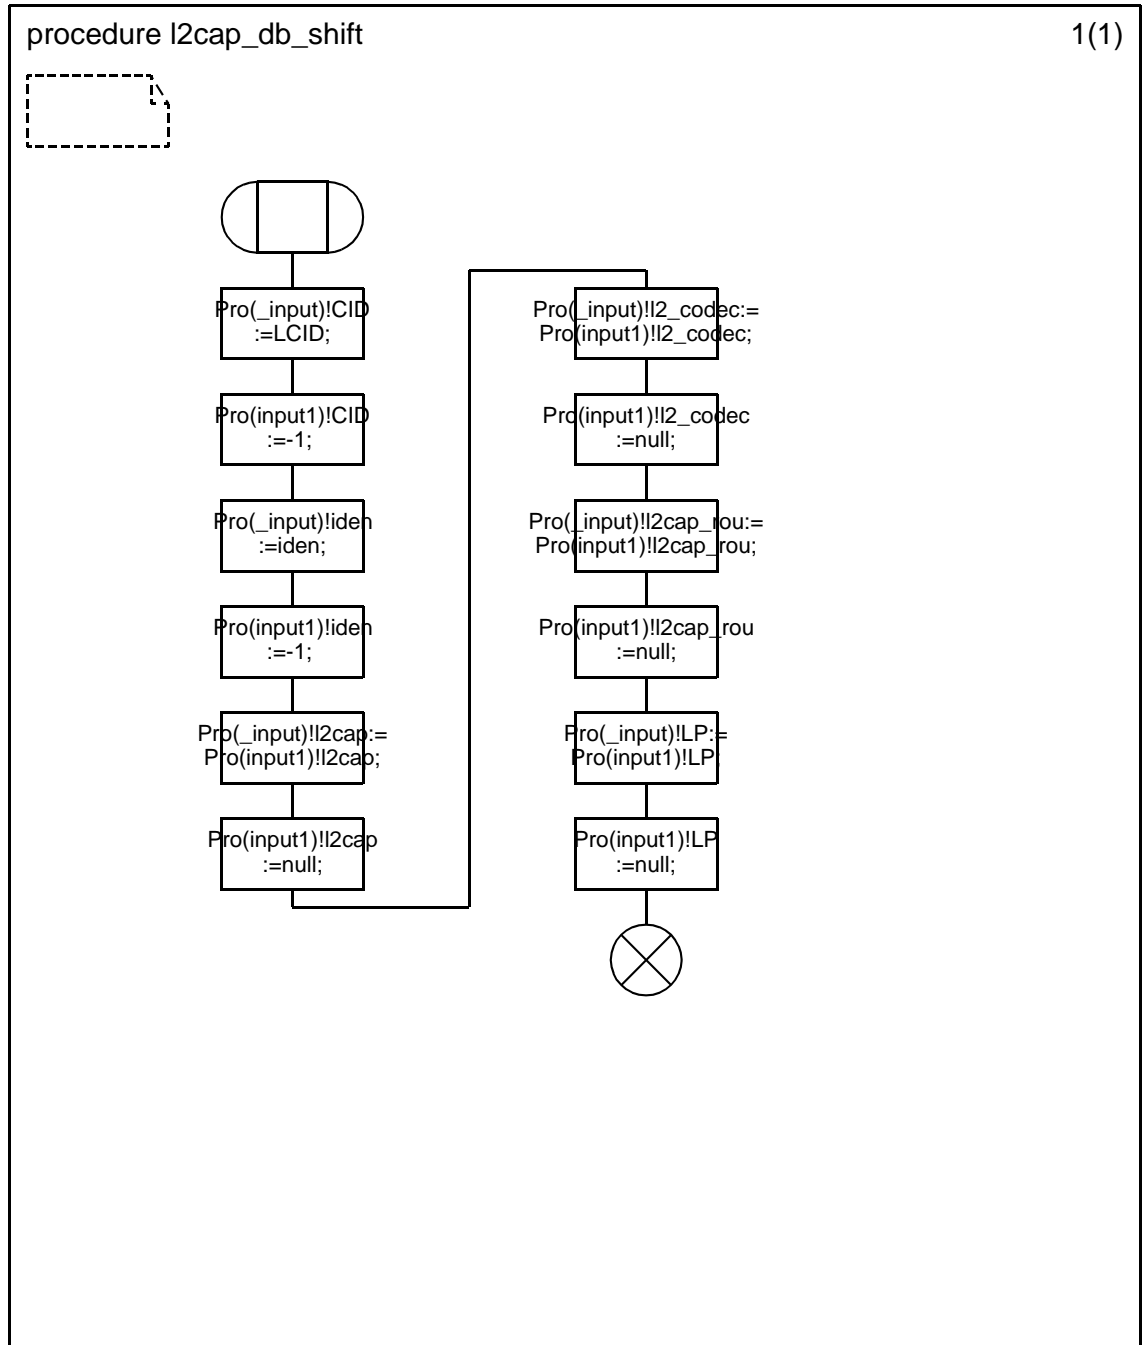 procedure l2cap_db_shift
1(1)
Pro(_input)!CID
:=LCID;
Pro(input1)!CID
:=-1;
Pro(_input)!iden
:=iden;
Pro(input1)!iden
:=-1;
Pro(_input)!l2cap:=
Pro(input1)!l2cap;
Pro(input1)!l2cap
:=null;
Pro(_input)!l2_codec:=
Pro(input1)!l2_codec;
Pro(input1)!l2_codec
:=null;
Pro(_input)!l2cap_rou:=
Pro(input1)!l2cap_rou;
Pro(input1)!l2cap_rou
:=null;
Pro(_input)!LP:=
Pro(input1)!LP;
Pro(input1)!LP
:=null;